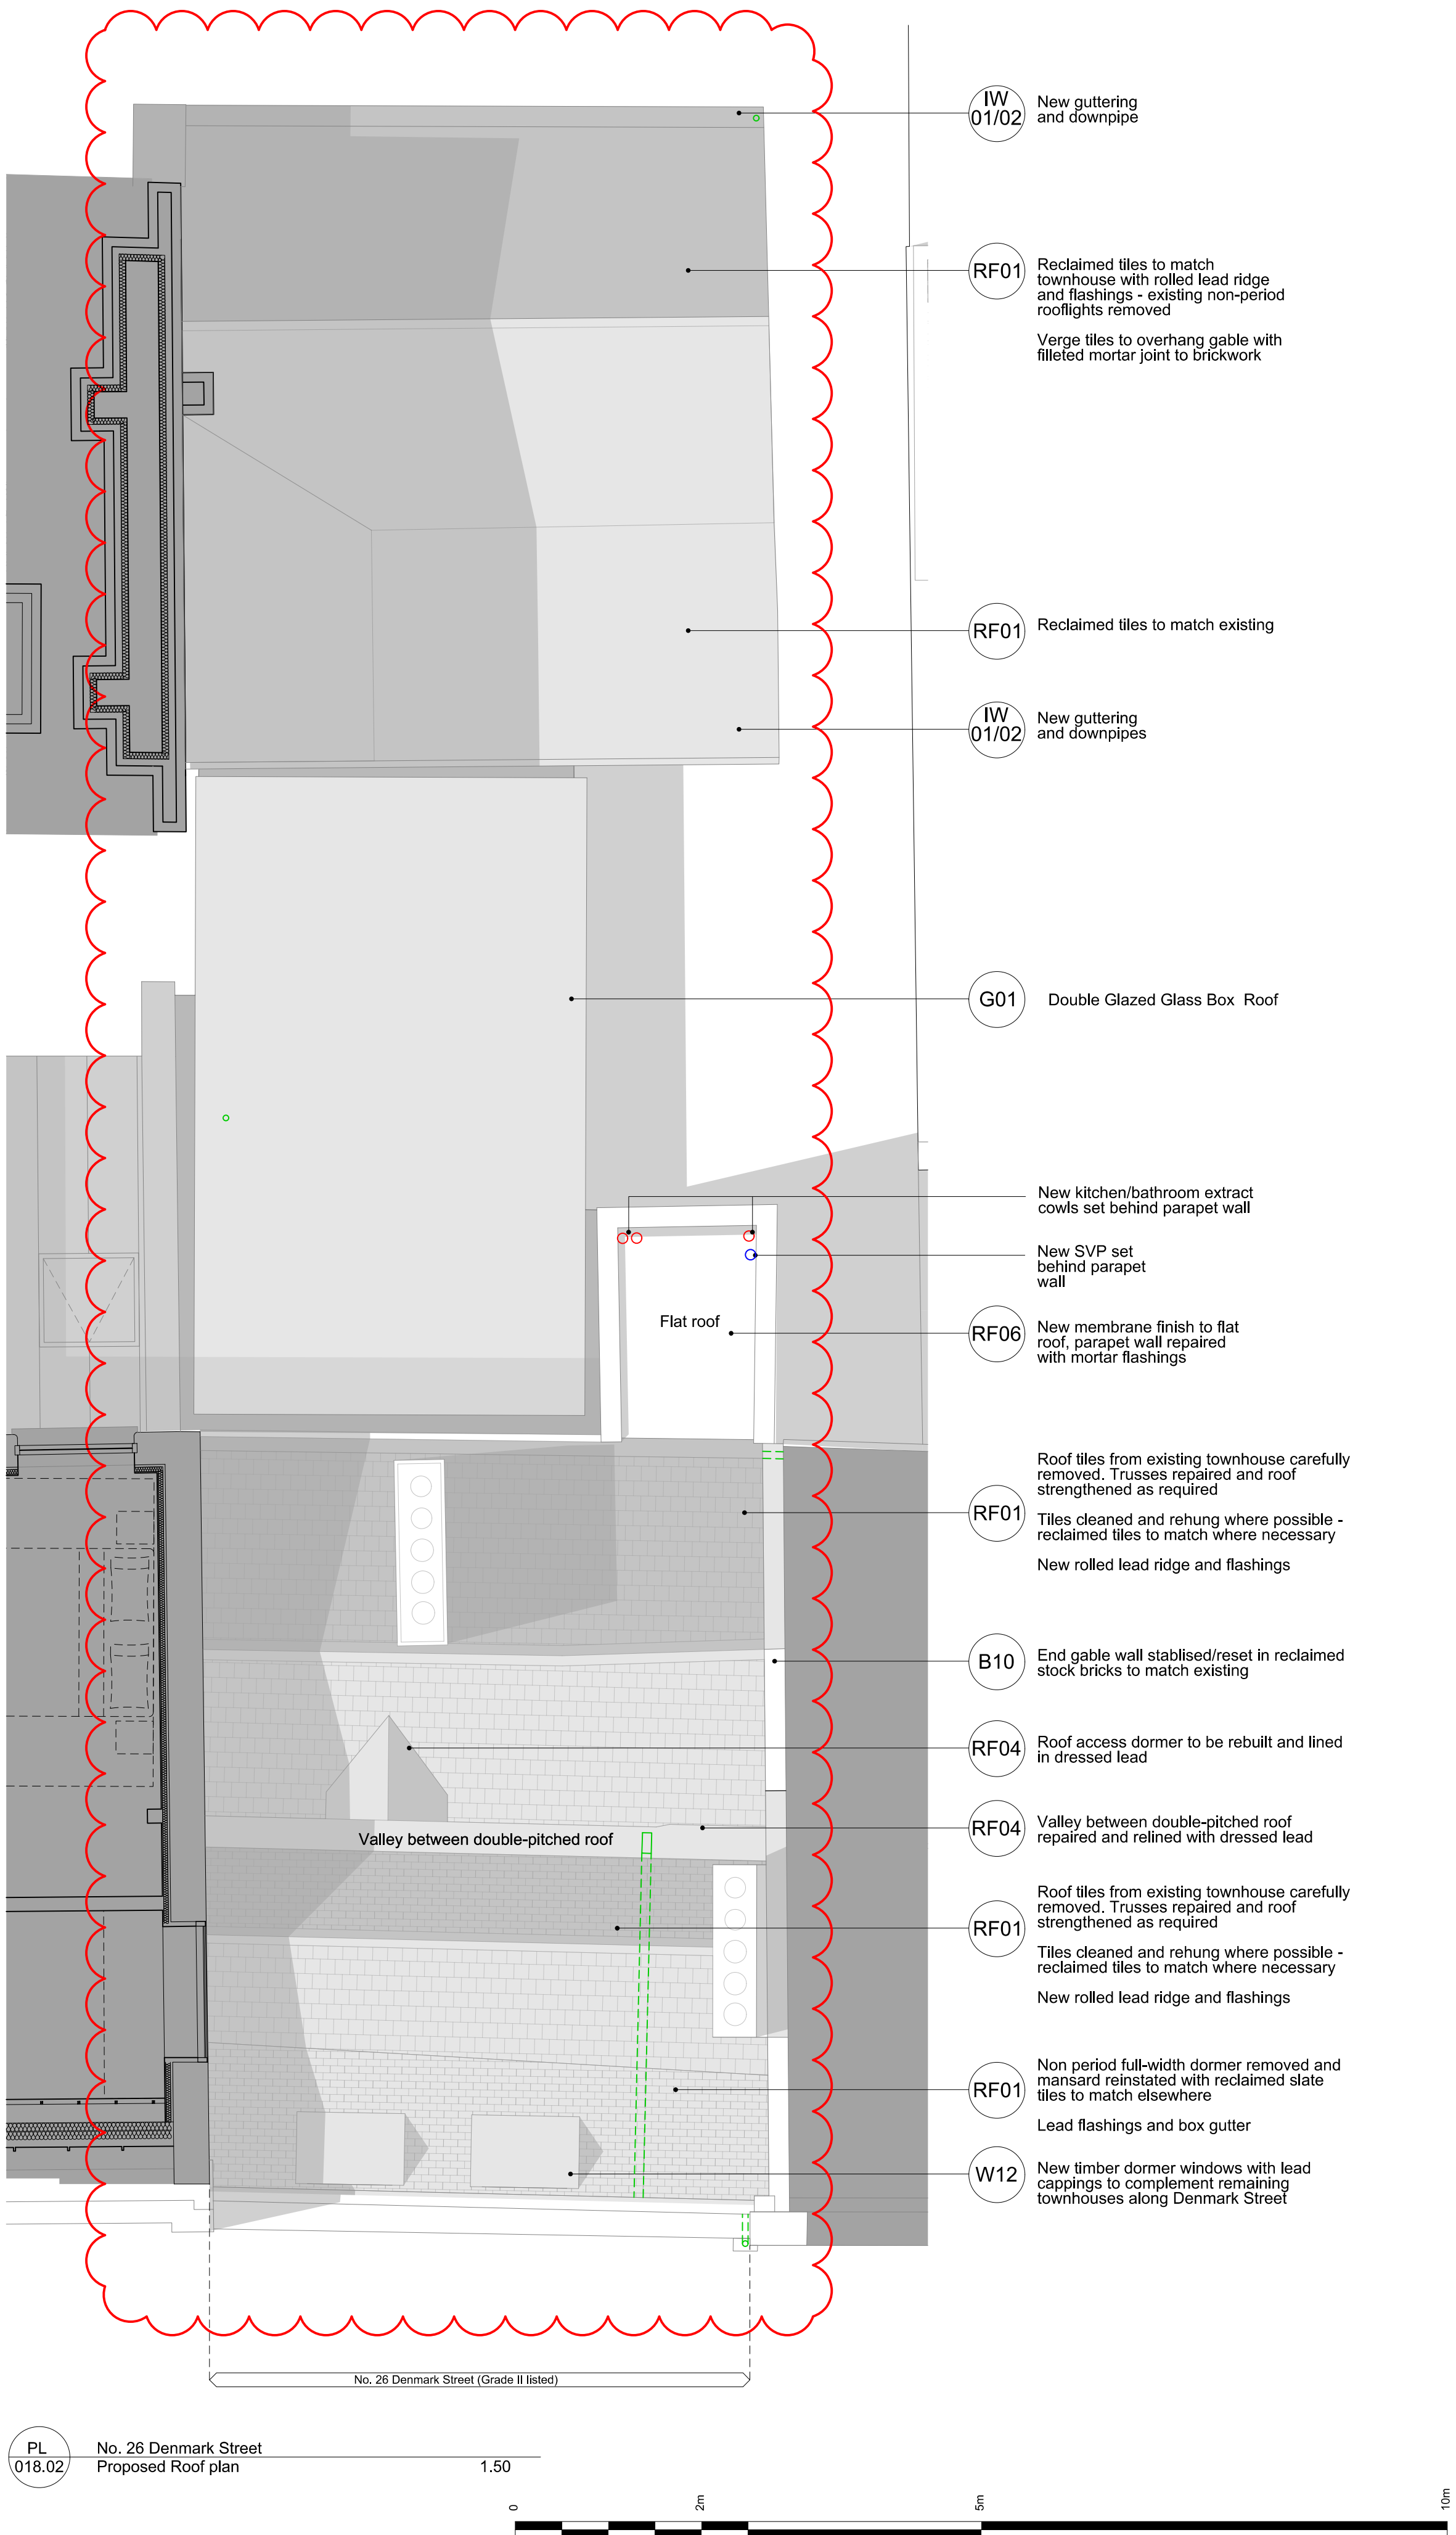 IW
01/02
New guttering
and downpipe
RF01
Reclaimed tiles to match
townhouse with rolled lead ridge
and flashings - existing non-period
rooflights removed
Verge tiles to overhang gable with
filleted mortar joint to brickwork
RF01
Reclaimed tiles to match existing
IW
01/02
New guttering
and downpipes
G01
Double Glazed Glass Box Roof
New kitchen/bathroom extract
cowls set behind parapet wall
New SVP set
behind parapet
wall
Flat roof
RF06
New membrane finish to flat
roof, parapet wall repaired
with mortar flashings
RF01
Roof tiles from existing townhouse carefully
removed. Trusses repaired and roof
strengthened as required
Tiles cleaned and rehung where possible -
reclaimed tiles to match where necessary
New rolled lead ridge and flashings
B10
End gable wall stablised/reset in reclaimed
stock bricks to match existing
RF04
Roof access dormer to be rebuilt and lined
in dressed lead
RF04
Valley between double-pitched roof
repaired and relined with dressed lead
Valley between double-pitched roof
RF01
Roof tiles from existing townhouse carefully
removed. Trusses repaired and roof
strengthened as required
Tiles cleaned and rehung where possible -
reclaimed tiles to match where necessary
New rolled lead ridge and flashings
RF01
Non period full-width dormer removed and
mansard reinstated with reclaimed slate
tiles to match elsewhere
Lead flashings and box gutter
W12
New timber dormer windows with lead
cappings to complement remaining
townhouses along Denmark Street
No. 26 Denmark Street (Grade II listed)
PL
018.02
No. 26 Denmark Street
Proposed Roof plan 1.50
0 2m 5m 10m